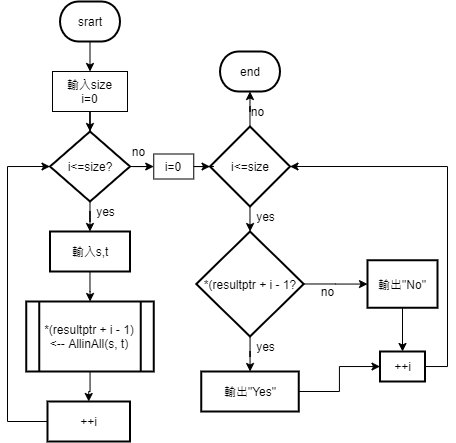 srart
輸入size
i=0
i<=size?
no
yes
輸入s,t
*(resultptr + i - 1)
<-- AllinAll(s, t)
++i
i=0
end
no
i<=size
yes
*(resultptr + i - 1?
no
輸出"No"
yes
輸出"Yes"
++i